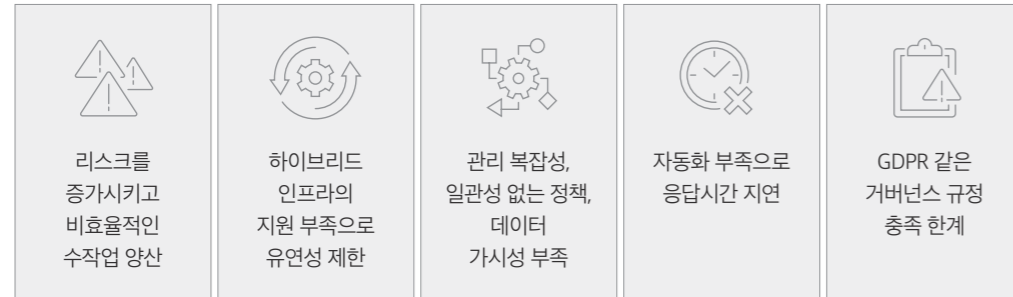 리스크를
증가시키고
비효율적인
수작업 양산
하이브리드
인프라의
지원 부족으로
유연성 제한
관리 복잡성,
일관성 없는 정책,
데이터
가시성 부족
자동화 부족으로
응답시간 지연
GDPR 같은
거버넌스 규정
충족 한계